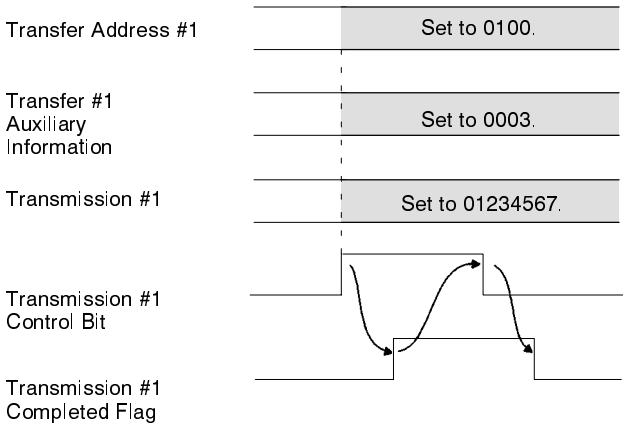 Transfer Address #1
Set to 0100.
Transfer #1
Auxiliary
Information
Set to 0003.
Transmission #1
Set to 01234567.
Transmission #1
Control Bit
Transmission #1
Completed Flag